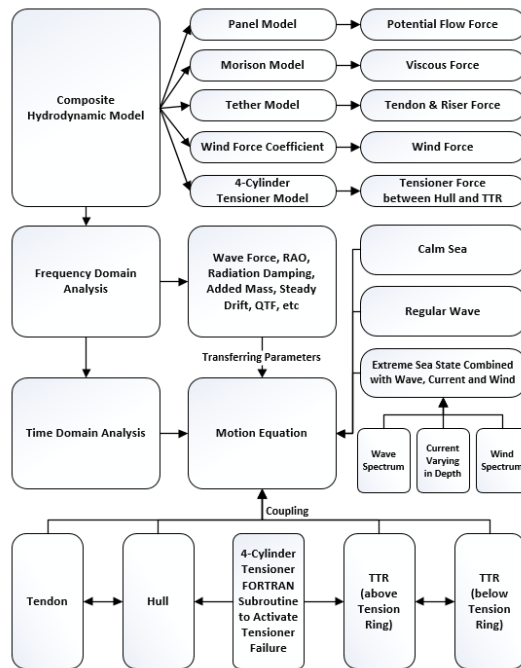 Panel Model
Potential Flow Force
Composite
Hydrodynamic Model
Morison Model
Viscous Force
Tether Model
Tendon & Riser Force
Wind Force Coefficient
Wind Force
4-Cylinder
Tensioner Model
Tensioner Force
between Hull and TTR
Frequency Domain
Analysis
Wave Force, RAO,
Radiation Damping,
Added Mass, Steady
Drift, QTF, etc
Calm Sea
Regular Wave
Transferring Parameters
Extreme Sea State Combined
with Wave, Current and Wind
Time Domain Analysis
Motion Equation
Wave
Spectrum
Current
Varying
in Depth
Wind
Spectrum
Coupling
Tendon
Hull
4-Cylinder
Tensioner
FORTRAN
Subroutine
to Activate
Tensioner
Failure
TTR
(above
Tension
Ring)
TTR
(below
Tension
Ring)